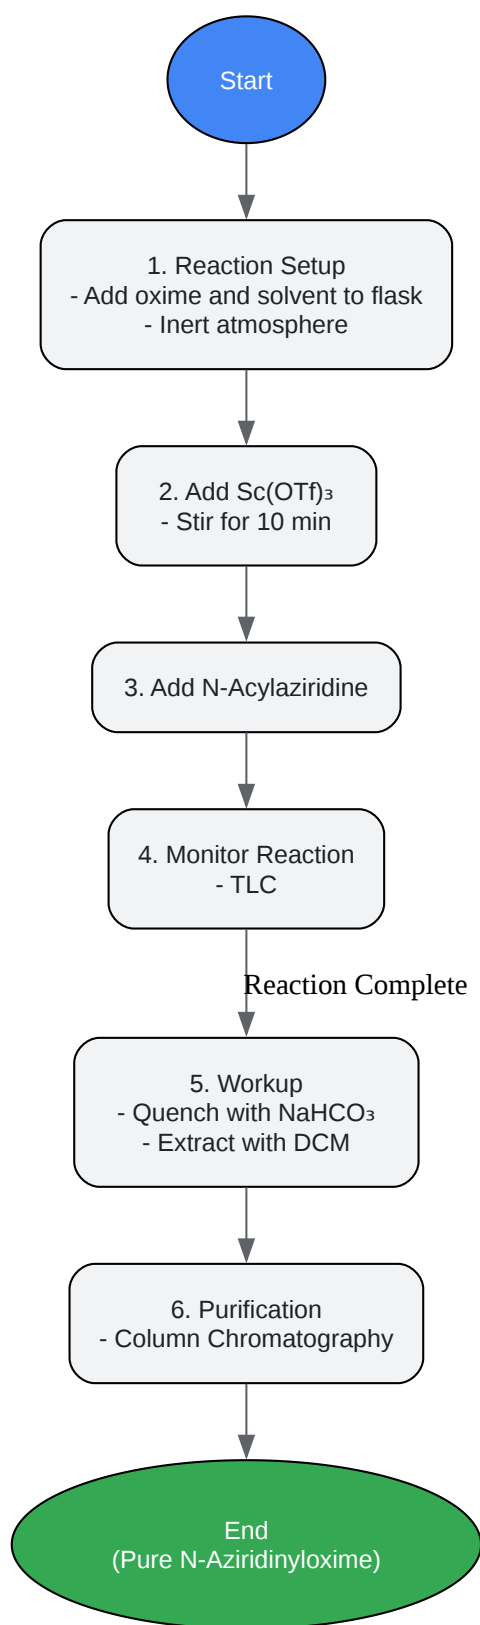 Start
1. Reaction Setup
- Add oxime and solvent to flask
- Inert atmosphere
2. Add Sc(OTf)₃
- Stir for 10 min
3. Add N-Acylaziridine
4. Monitor Reaction
- TLC
Reaction Complete
5. Workup
- Quench with NaHCO₃
- Extract with DCM
6. Purification
- Column Chromatography
End
(Pure N-Aziridinyloxime)